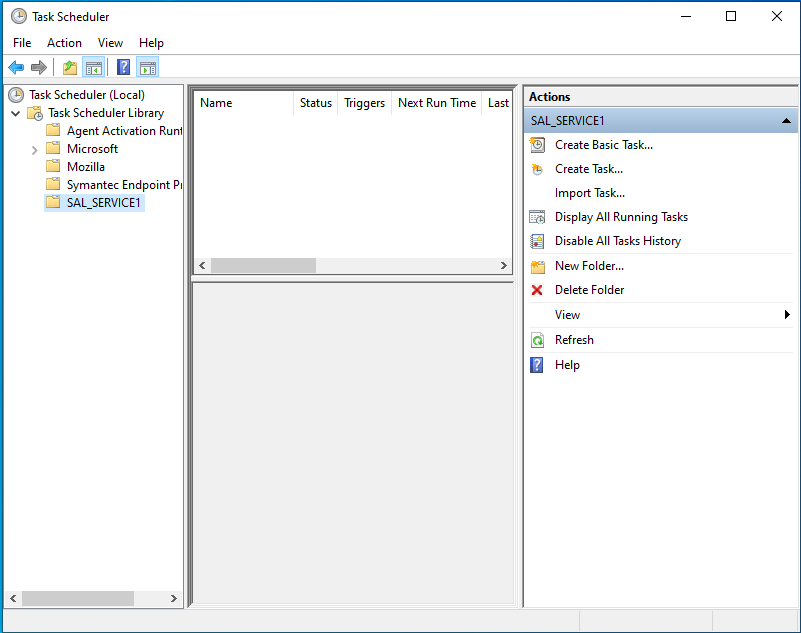 Task Scheduler
File Action View Help
Task Scheduler (Local)
Task Scheduler Library
Agent Activation Runt
Microsoft
Mozilla
Symantec Endpoint Pr
SAL_SERVICE1
Name Status Triggers Next Run Time Last
Actions
SAL_SERVICE1
Create Basic Task...
Create Task...
Import Task...
Display All Running Tasks
Disable All Tasks History
New Folder...
Delete Folder
View
Refresh
Help